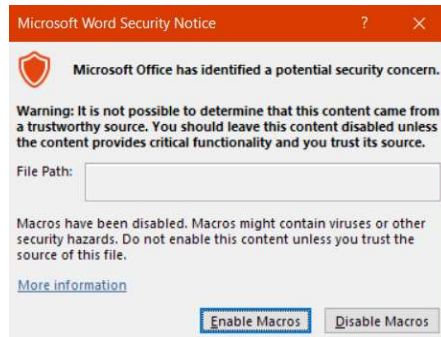 Microsoft Word Security Notice ? ×
Microsoft Office has identified a potential security concern.
Warning: It is not possible to determine that this content came from
a trustworthy source. You should leave this content disabled unless
the content provides critical functionality and you trust its source.
File Path:
Macros have been disabled. Macros might contain viruses or other
security hazards. Do not enable this content unless you trust the
source of this file.
More information
Enable Macros Disable Macros